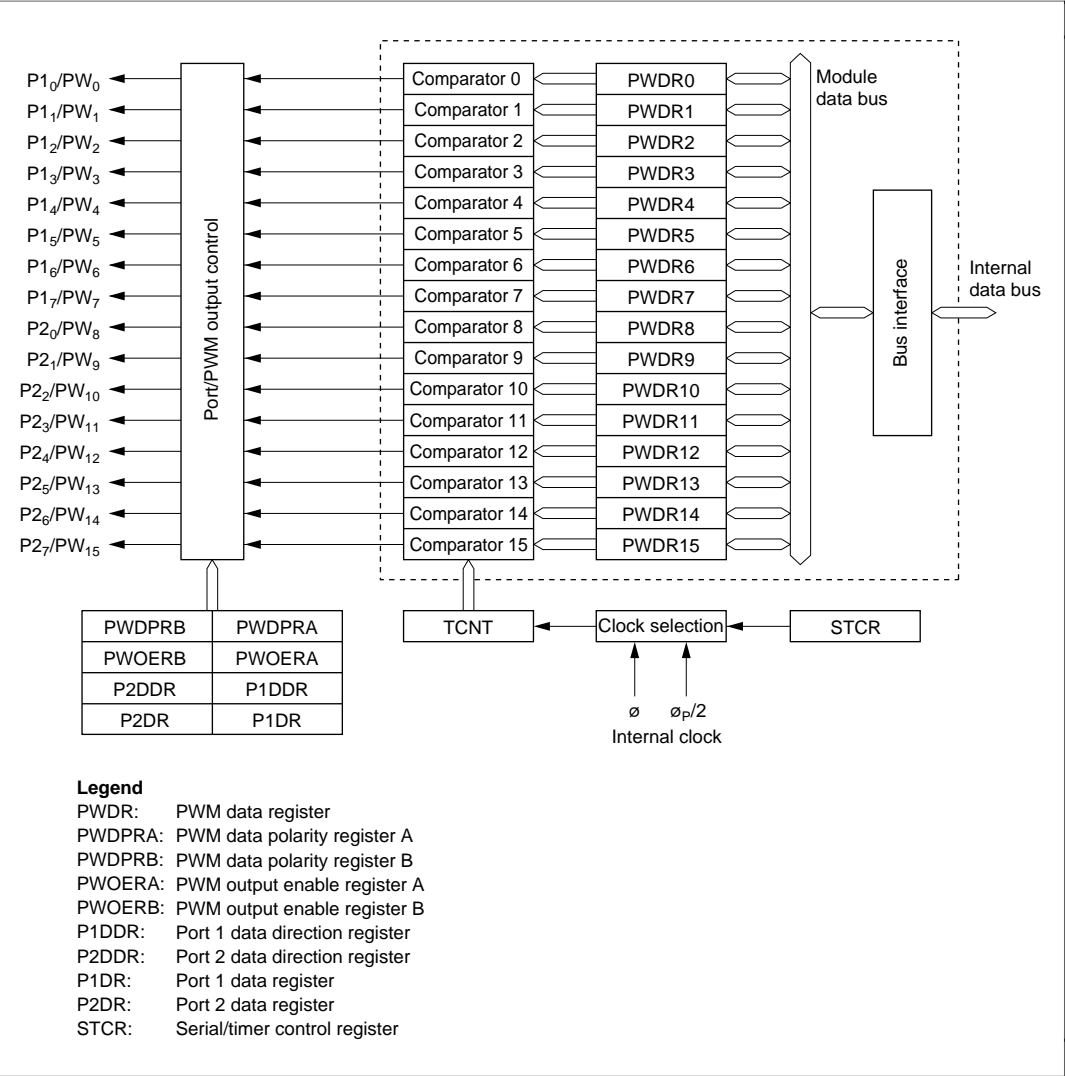 P1₀/PW₀ Comparator 0 PWDR0 Module
data bus
P1₁/PW₁ Comparator 1 PWDR1
P1₂/PW₂ Comparator 2 PWDR2
P1₃/PW₃ Comparator 3 PWDR3
P1₄/PW₄ Comparator 4 PWDR4
P1₅/PW₅ Comparator 5 PWDR5
P1₆/PW₆ Comparator 6 PWDR6
P1₇/PW₇ Comparator 7 PWDR7
P2₀/PW₈ Comparator 8 PWDR8
P2₁/PW₉ Comparator 9 PWDR9
P2₂/PW₁₀ Comparator 10 PWDR10
P2₃/PW₁₁ Comparator 11 PWDR11
P2₄/PW₁₂ Comparator 12 PWDR12
P2₅/PW₁₃ Comparator 13 PWDR13
P2₆/PW₁₄ Comparator 14 PWDR14
P2₇/PW₁₅ Comparator 15 PWDR15
Port/PWM output control
Bus interface
Internal
data bus
PWDPRB PWDPRA
PWOERB PWOERA
P2DDR P1DDR
P2DR P1DR
TCNT Clock selection STCR
ø øP/2
Internal clock
Legend
PWDR: PWM data register
PWDPRA: PWM data polarity register A
PWDPRB: PWM data polarity register B
PWOERA: PWM output enable register A
PWOERB: PWM output enable register B
P1DDR: Port 1 data direction register
P2DDR: Port 2 data direction register
P1DR: Port 1 data register
P2DR: Port 2 data register
STCR: Serial/timer control register